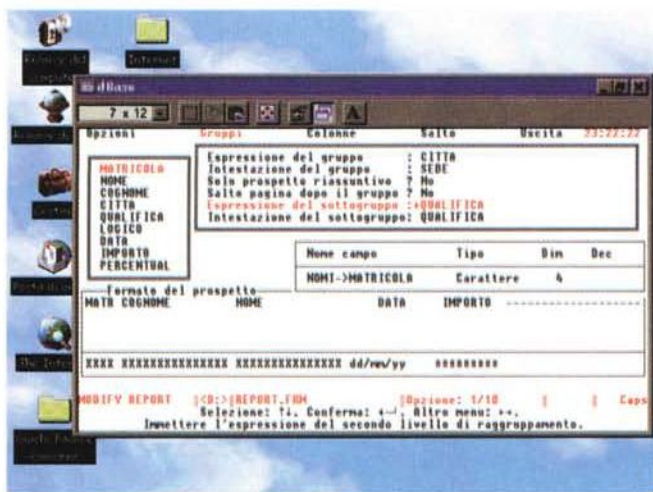 Internet
dBase
7 x 12
A
Opzioni Gruppi Colonne Salto Uscita 23:22:22
MATRICOLA
NOME
COGNOME
CITTA
QUALIFICA
LOGICO
DATA
IMPORTO
PERCENTUAL
Espressione del gruppo : CITTA
Intestazione del gruppo : SEDE
Solo prospetto riassuntivo ? No
Salto pagina dopo il gruppo ? No
Espressione del sottogruppo :+QUALIFICA
Intestazione del sottogruppo: QUALIFICA
Nome campo Tipo Dim Dec
NOMI->MATRICOLA Carattere 4
Formato del prospetto
MATR COGNOME NOME DATA IMPORTO
XXXX XXXXXXXXXXXXXXX XXXXXXXXXXXXXXX dd/mm/yy #########
MODIFY REPORT <D:> REPORT.FRM Opzione: 1/10 Caps
Selezione: ↑↓. Conferma: ←┘. Altro menu: ↔.
Immettere l'espressione del secondo livello di raggruppamento.